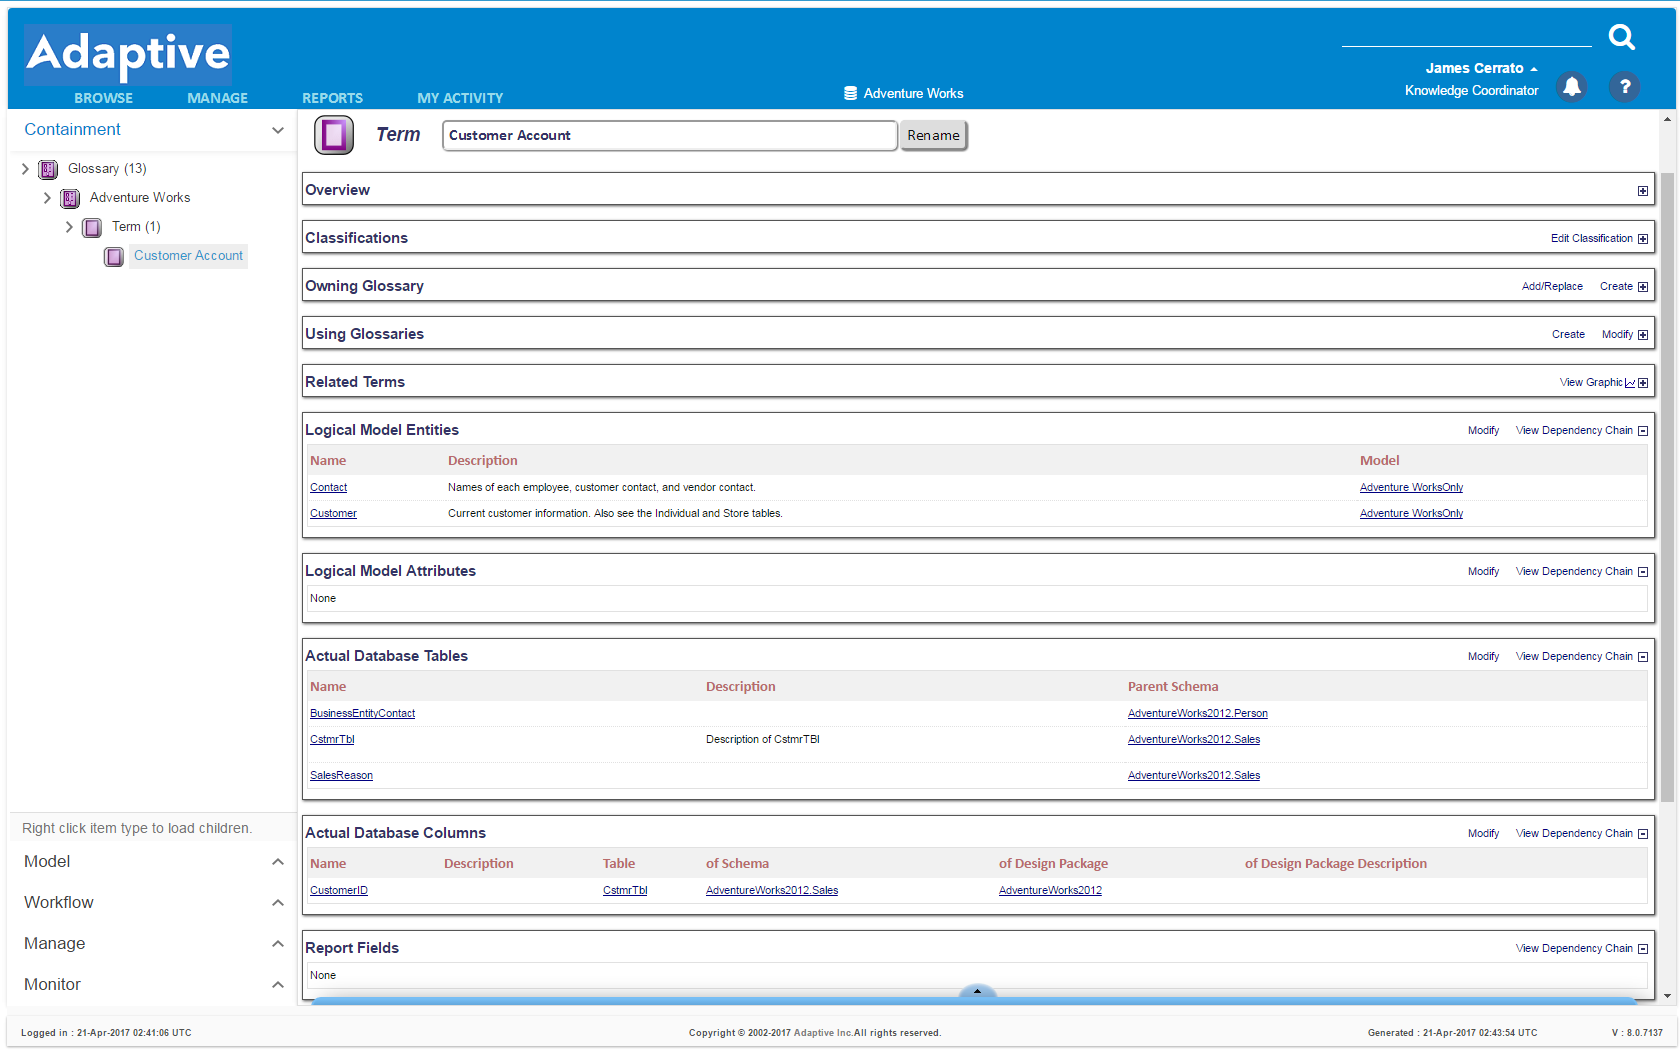 Adaptive
James Cerrato
Knowledge Coordinator
?
BROWSE MANAGE REPORTS MY ACTIVITY
Adventure Works
Containment
Glossary (13)
Adventure Works
Term (1)
Customer Account
Right click item type to load children.
Model
Workflow
Manage
Monitor
Term Customer Account Rename
Overview
Classifications Edit Classification
Owning Glossary Add/Replace Create
Using Glossaries Create Modify
Related Terms View Graphic
Logical Model Entities Modify View Dependency Chain
Name Description Model
Contact Names of each employee, customer contact, and vendor contact. Adventure WorksOnly
Customer Current customer information. Also see the Individual and Store tables. Adventure WorksOnly
Logical Model Attributes Modify View Dependency Chain
None
Actual Database Tables Modify View Dependency Chain
Name Description Parent Schema
BusinessEntityContact AdventureWorks2012.Person
CstmrTbl Description of CstmrTBl AdventureWorks2012.Sales
SalesReason AdventureWorks2012.Sales
Actual Database Columns Modify View Dependency Chain
Name Description Table of Schema of Design Package of Design Package Description
CustomerID CstmrTbl AdventureWorks2012.Sales AdventureWorks2012
Report Fields View Dependency Chain
None
Logged in : 21-Apr-2017 02:41:06 UTC Copyright © 2002-2017 Adaptive Inc.All rights reserved. Generated : 21-Apr-2017 02:43:54 UTC V : 8.0.7137